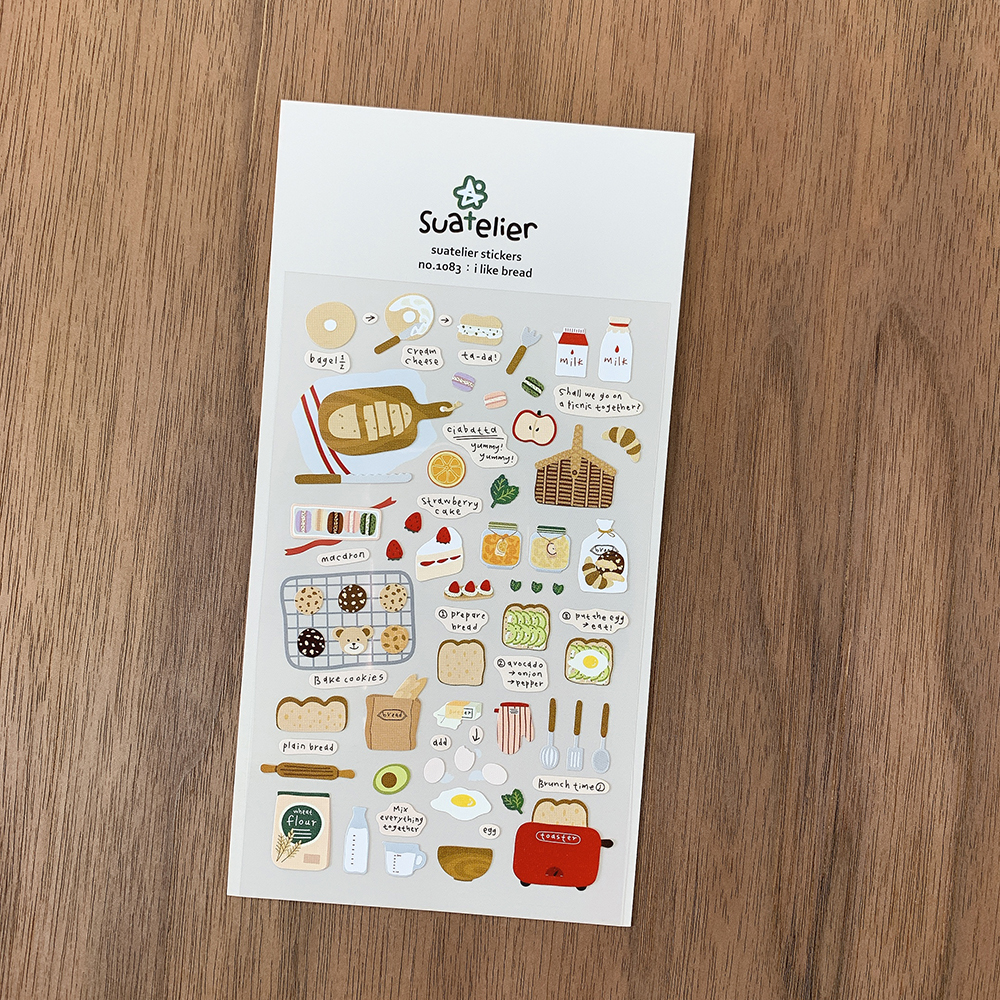 Suatelier
suatelier stickers
no.1083 : i like bread
bagel 1/2
cream
cheese
ta-da!
milk
milk
Shall we go on
a picnic together?
ciabatta
yummy!
yummy!
Strawberry
cake
macaron
bread
① prepare
bread
③ put the egg
→ eat!
② avocado
→ onion
→ pepper
Bake cookies
bread
butter
plain bread
add
Brunch time
wheat
flour
Mix
everything
together
egg
toaster